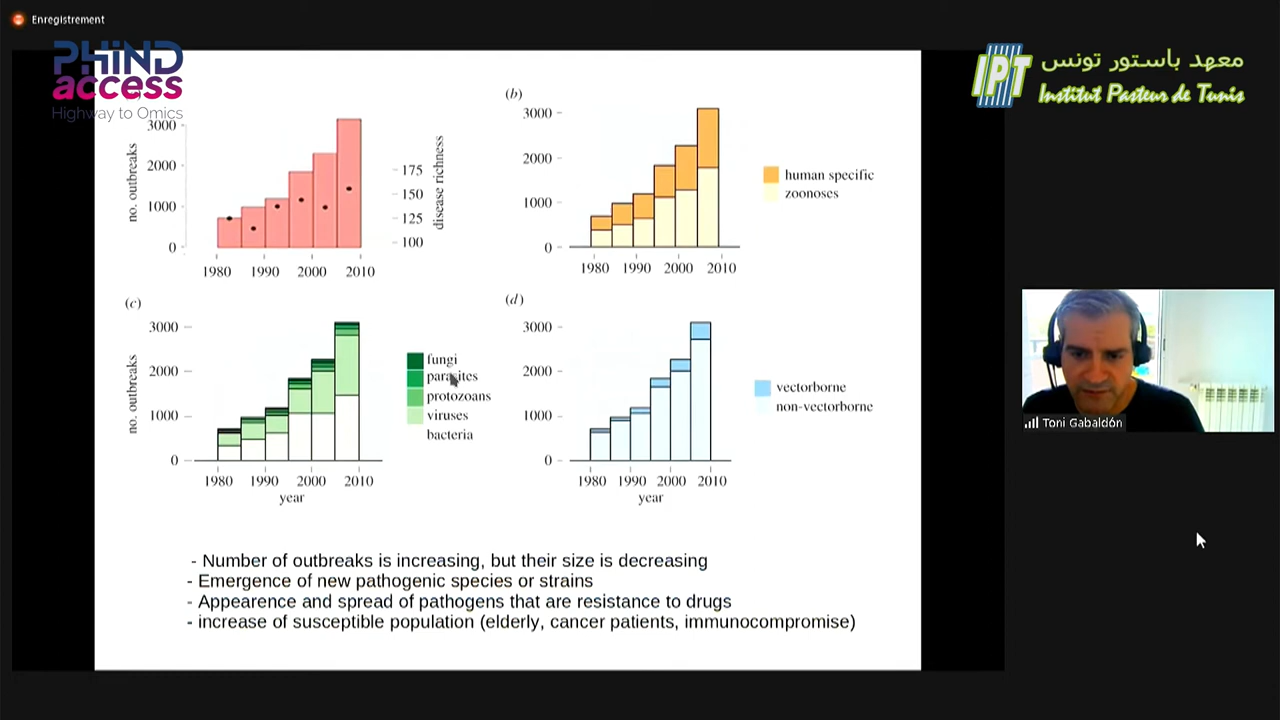 Enregistrement
PHiND
access
Highway to Omics
IPT
معهد باستور تونس
Institut Pasteur de Tunis
3000
2000
1000
0
no. outbreaks
175
150
125
100
disease richness
1980 1990 2000 2010
(b)
3000
2000
1000
0
1980 1990 2000 2010
human specific
zoonoses
(c)
3000
2000
1000
0
no. outbreaks
1980 1990 2000 2010
year
fungi
parasites
protozoans
viruses
bacteria
(d)
3000
2000
1000
0
1980 1990 2000 2010
year
vectorborne
non-vectorborne
Toni Gabaldón
- Number of outbreaks is increasing, but their size is decreasing
- Emergence of new pathogenic species or strains
- Appearence and spread of pathogens that are resistance to drugs
- increase of susceptible population (elderly, cancer patients, immunocompromise)